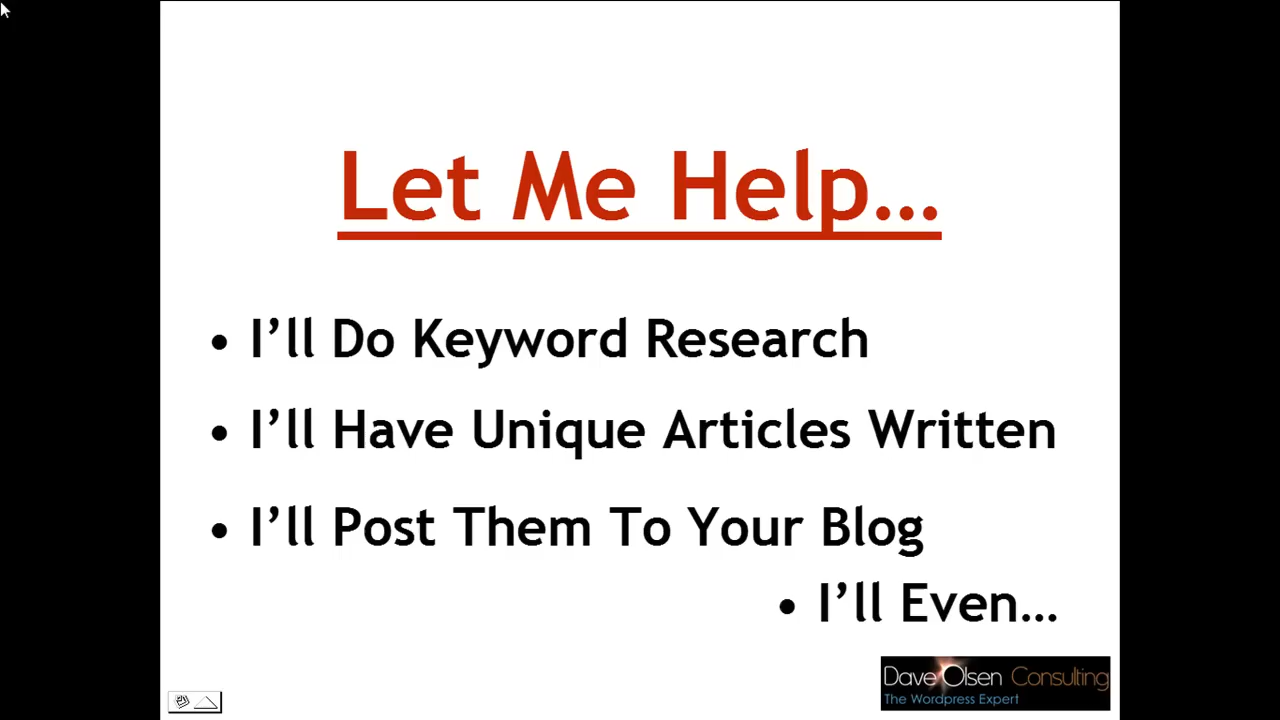 Let Me Help...
• I’ll Do Keyword Research
• I’ll Have Unique Articles Written
• I’ll Post Them To Your Blog
• I’ll Even...
Dave Olsen Consulting
The Wordpress Expert